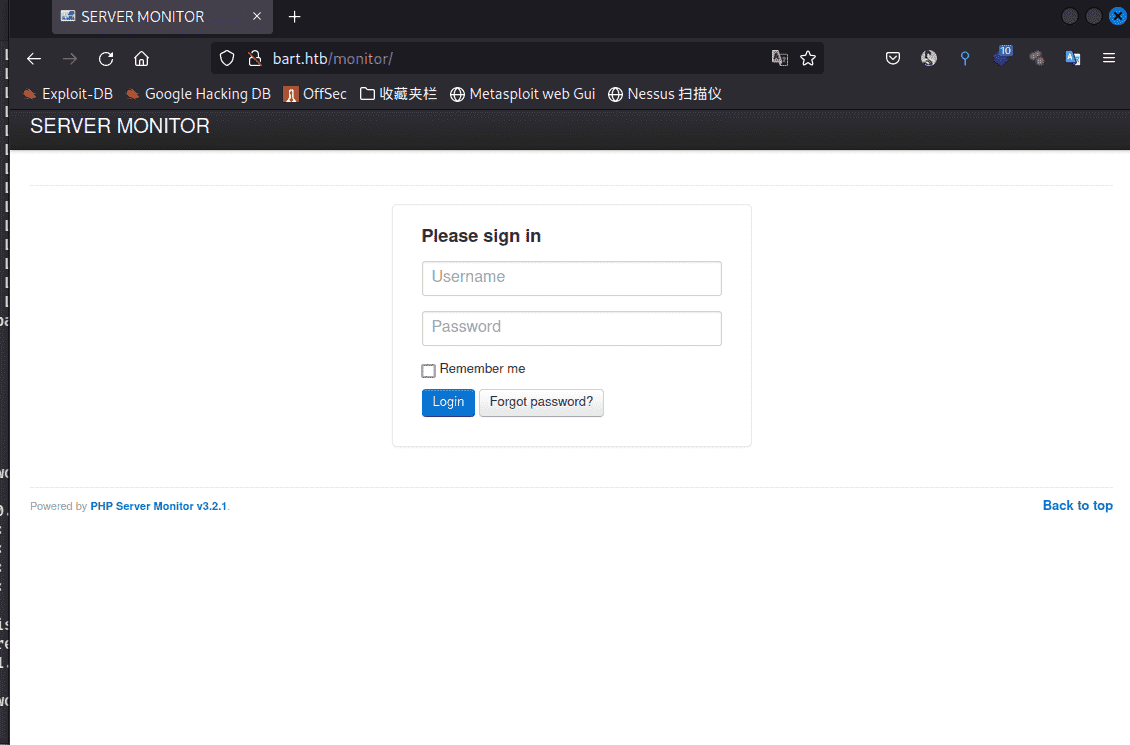 SERVER MONITOR
bart.htb/monitor/
10
Exploit-DB Google Hacking DB OffSec 收藏夹栏 Metasploit web Gui Nessus 扫描仪
SERVER MONITOR
Please sign in
Username
Password
Remember me
Login Forgot password?
Powered by PHP Server Monitor v3.2.1. Back to top